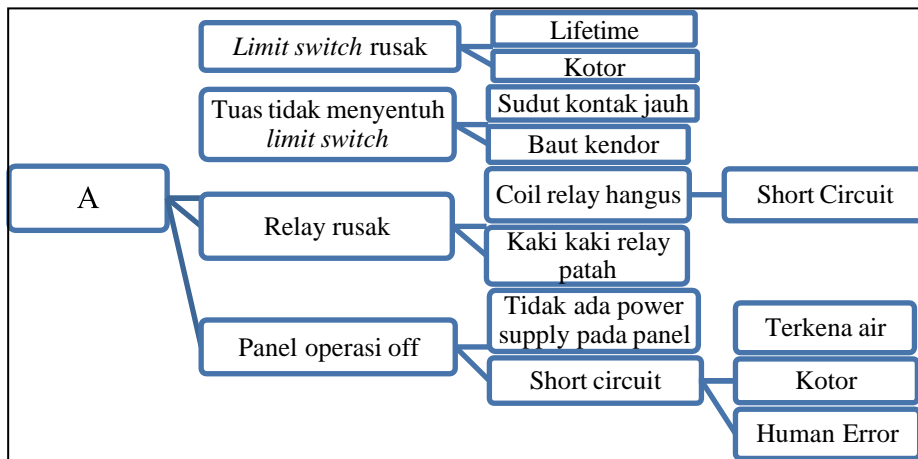 A
Limit switch rusak
Lifetime
Kotor
Tuas tidak menyentuh
limit switch
Sudut kontak jauh
Baut kendor
Relay rusak
Coil relay hangus
Short Circuit
Kaki kaki relay
patah
Panel operasi off
Tidak ada power
supply pada panel
Short circuit
Terkena air
Kotor
Human Error